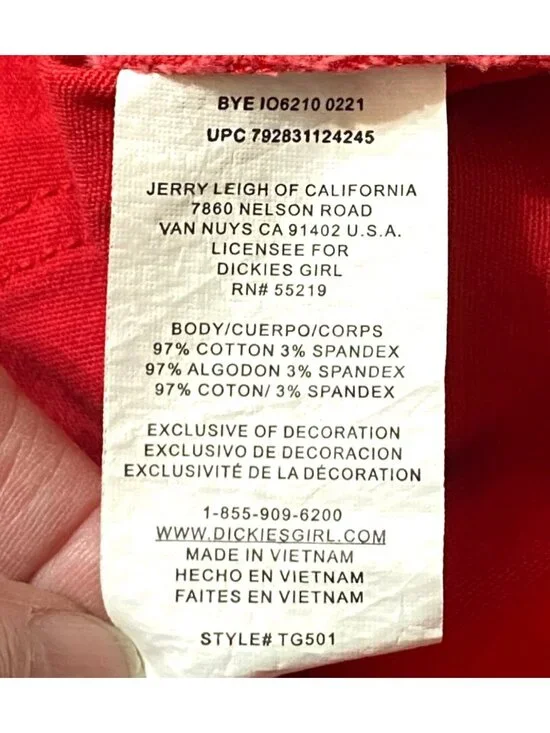 BYE IO6210 0221
UPC 792831124245
JERRY LEIGH OF CALIFORNIA
7860 NELSON ROAD
VAN NUYS CA 91402 U.S.A.
LICENSEE FOR
DICKIES GIRL
RN# 55219
BODY/CUERPO/CORPS
97% COTTON 3% SPANDEX
97% ALGODON 3% SPANDEX
97% COTON/ 3% SPANDEX
EXCLUSIVE OF DECORATION
EXCLUSIVO DE DECORACION
EXCLUSIVITÉ DE LA DÉCORATION
1-855-909-6200
WWW.DICKIESGIRL.COM
MADE IN VIETNAM
HECHO EN VIETNAM
FAITES EN VIETNAM
STYLE# TG501